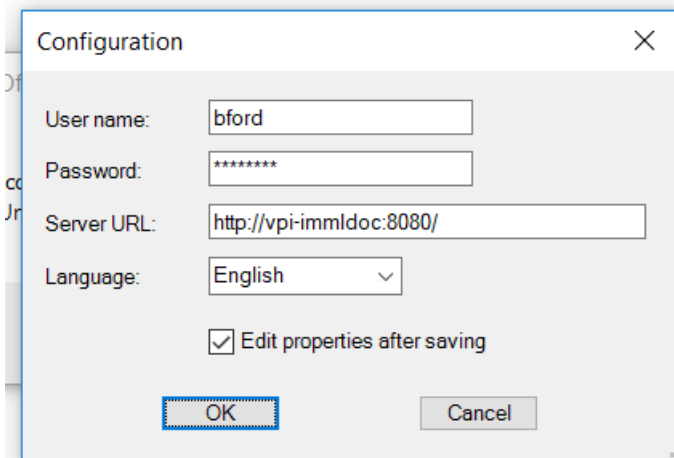 Configuration
User name: bford
Password: ********
Server URL: http://vpi-immldoc:8080/
Language: English
Edit properties after saving
OK Cancel